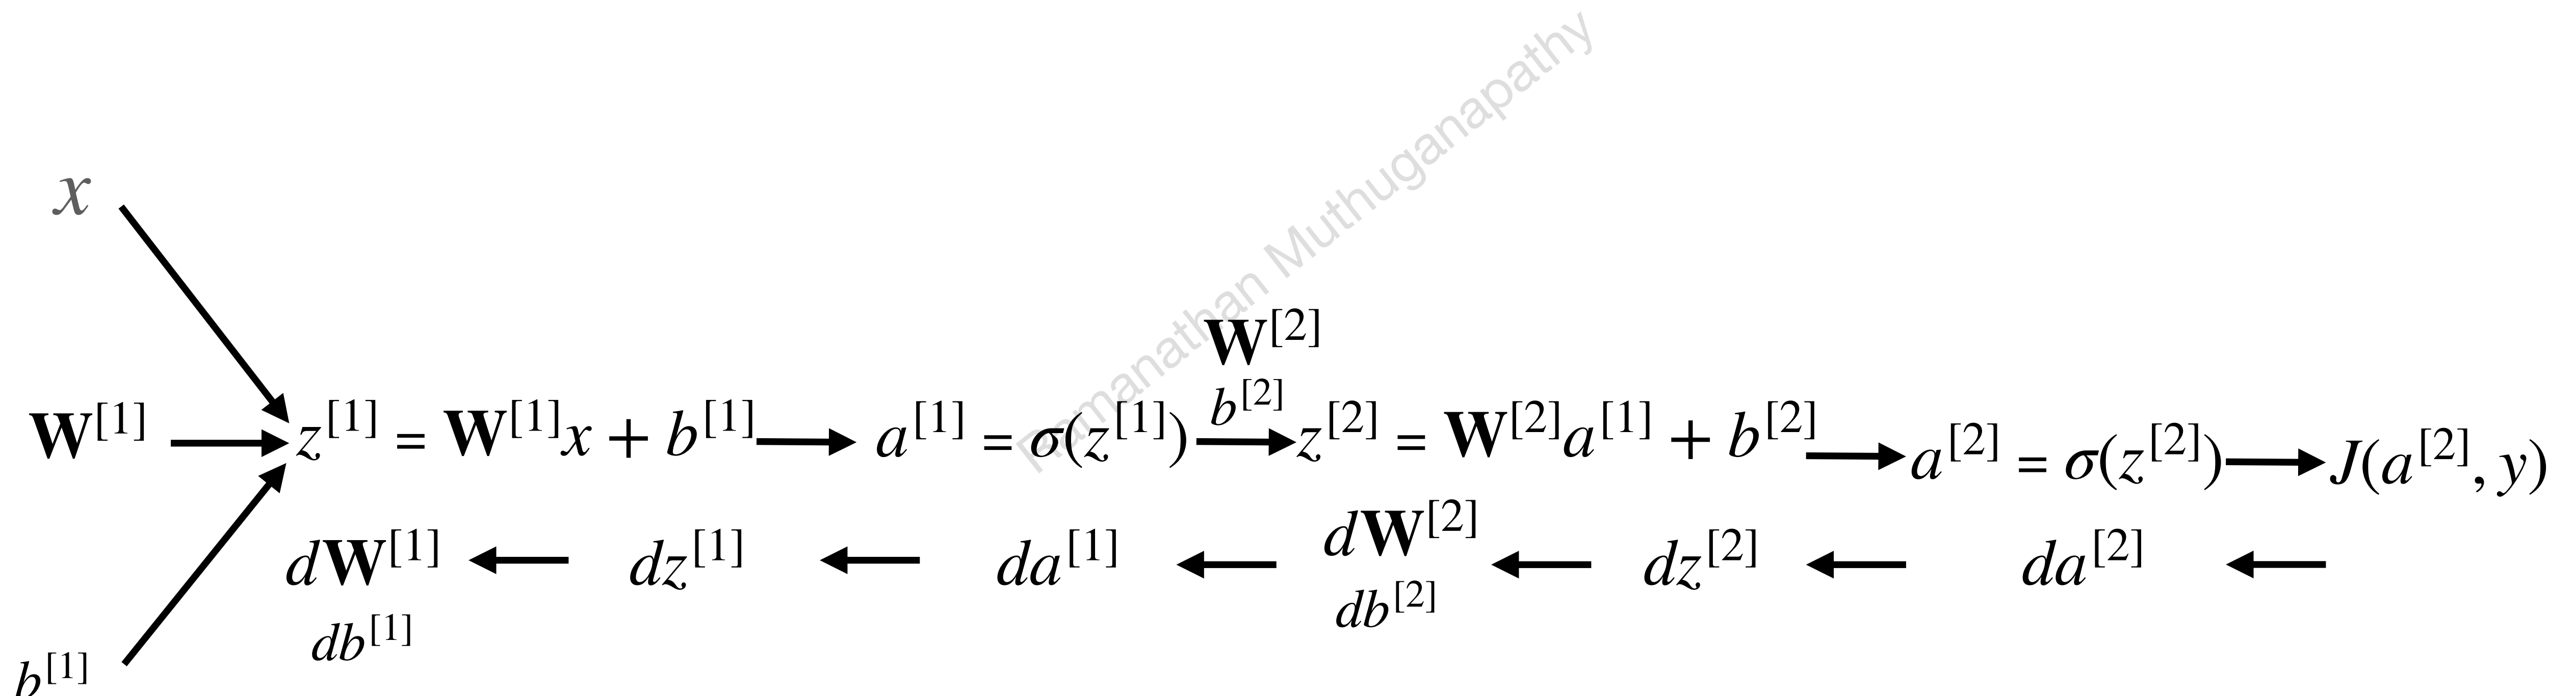 Ramanathan Muthuganapathy
x
W^[2]
b^[2]
W^[1] z^[1] = W^[1]x + b^[1] a^[1] = σ(z^[1]) z^[2] = W^[2]a^[1] + b^[2] a^[2] = σ(z^[2]) J(a^[2], y)
dW^[1] dz^[1] da^[1] dW^[2] dz^[2] da^[2]
db^[1] db^[2]
b^[1]